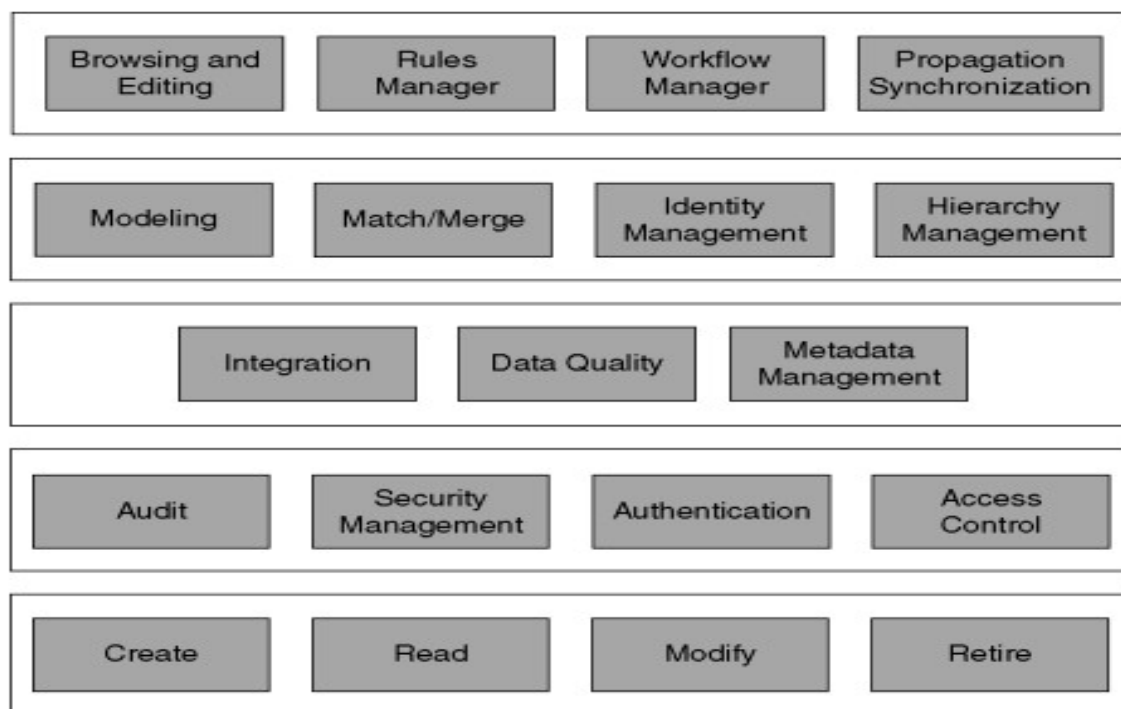 Browsing and
Editing
Rules
Manager
Workflow
Manager
Propagation
Synchronization
Modeling
Match/Merge
Identity
Management
Hierarchy
Management
Integration
Data Quality
Metadata
Management
Audit
Security
Management
Authentication
Access
Control
Create
Read
Modify
Retire